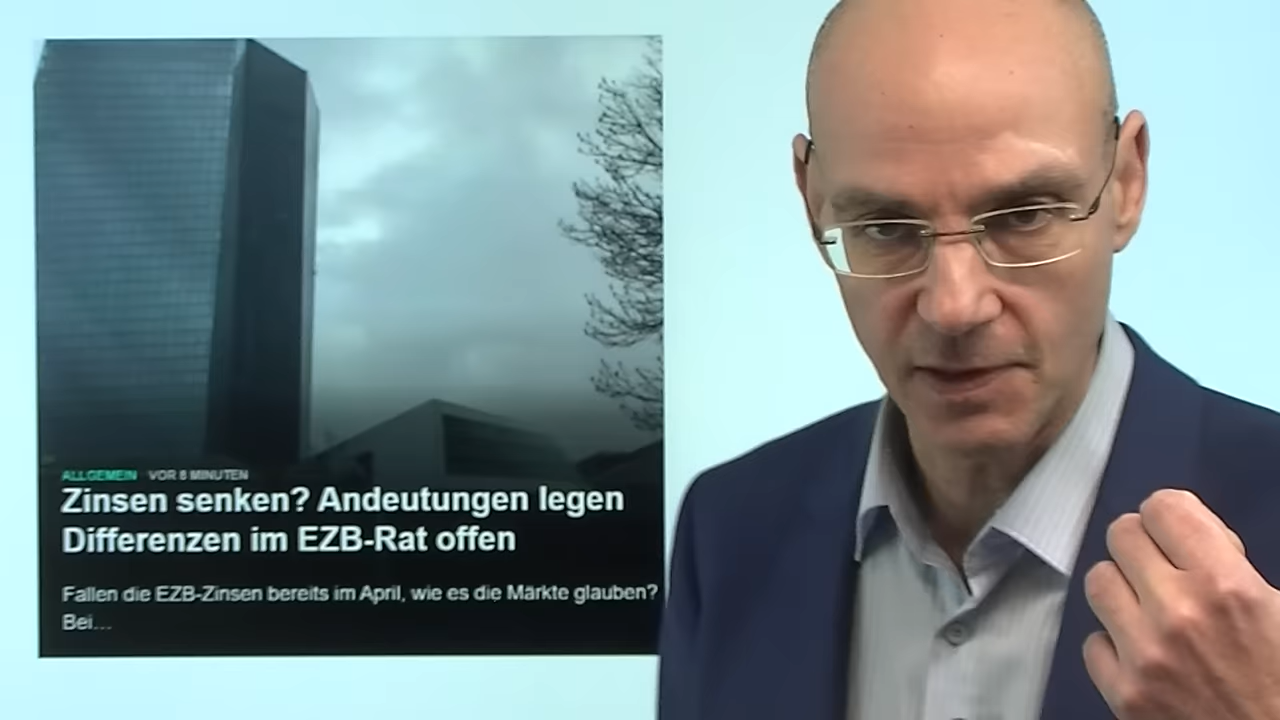 ALLGEMEIN VOR 8 MINUTEN
Zinsen senken? Andeutungen legen
Differenzen im EZB-Rat offen
Fallen die EZB-Zinsen bereits im April, wie es die Märkte glauben?
Bei...